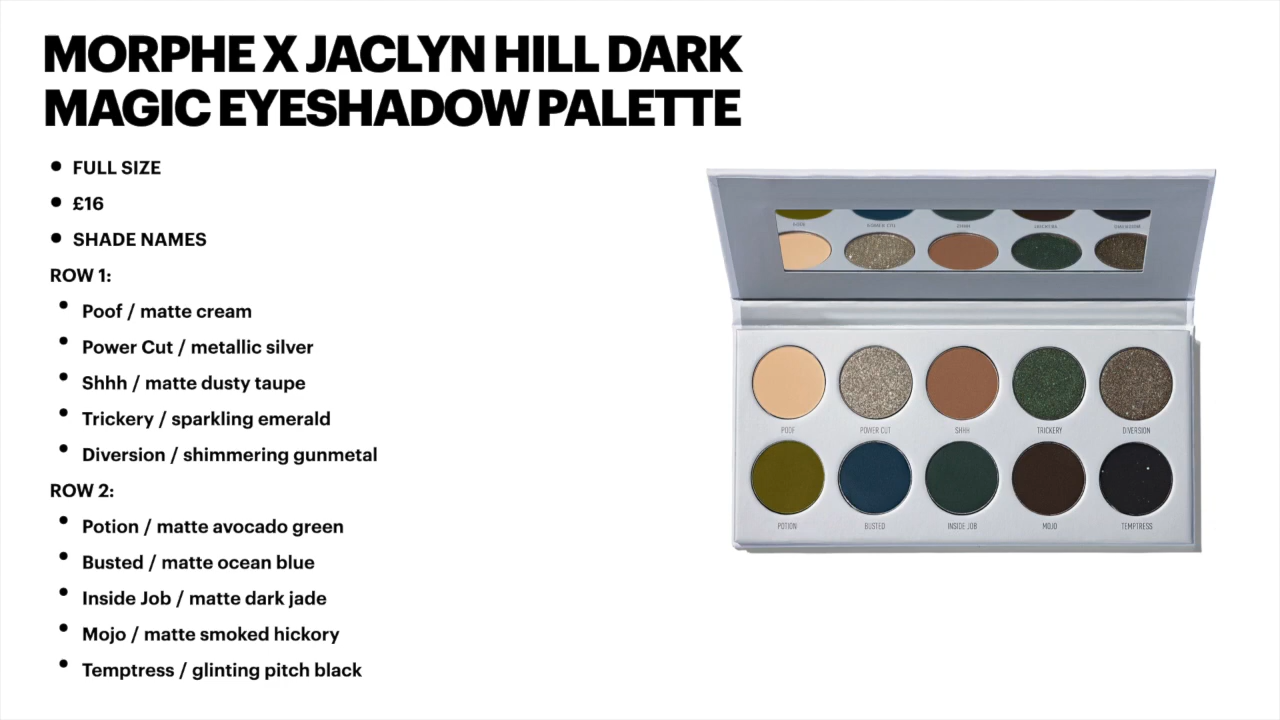 MORPHE X JACLYN HILL DARK
MAGIC EYESHADOW PALETTE
FULL SIZE
£16
SHADE NAMES
ROW 1:
Poof / matte cream
Power Cut / metallic silver
Shhh / matte dusty taupe
Trickery / sparkling emerald
Diversion / shimmering gunmetal
ROW 2:
Potion / matte avocado green
Busted / matte ocean blue
Inside Job / matte dark jade
Mojo / matte smoked hickory
Temptress / glinting pitch black
POOF POWER CUT SHHH TRICKERY DIVERSION
POTION BUSTED INSIDE JOB MOJO TEMPTRESS